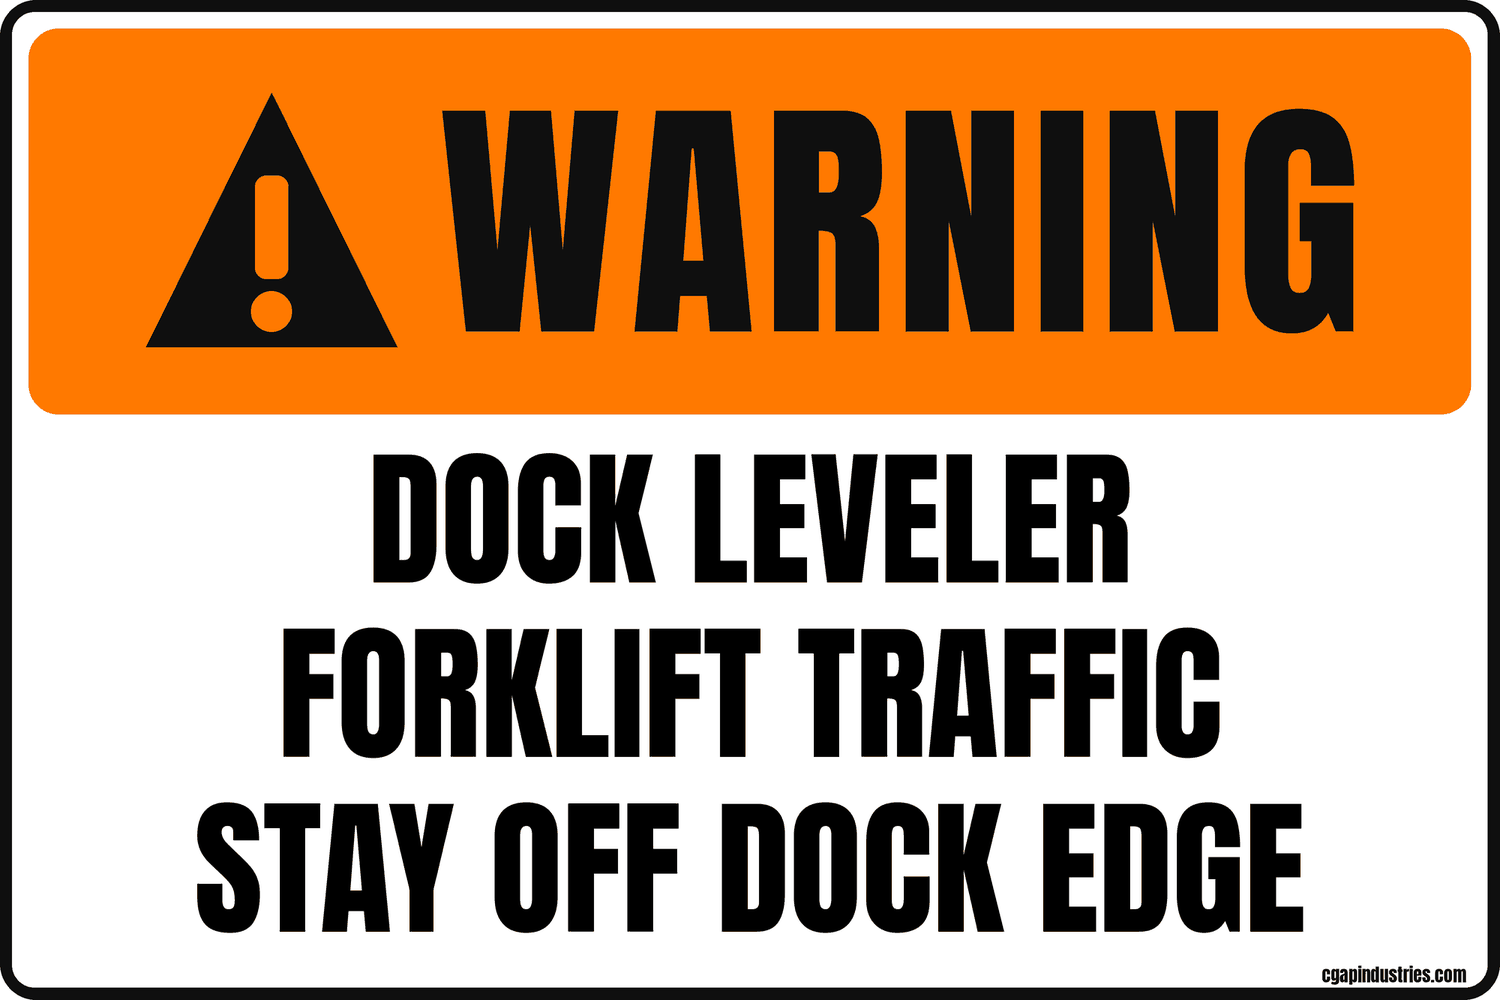 WARNING
DOCK LEVELER
FORKLIFT TRAFFIC
STAY OFF DOCK EDGE
cgapindustries.com